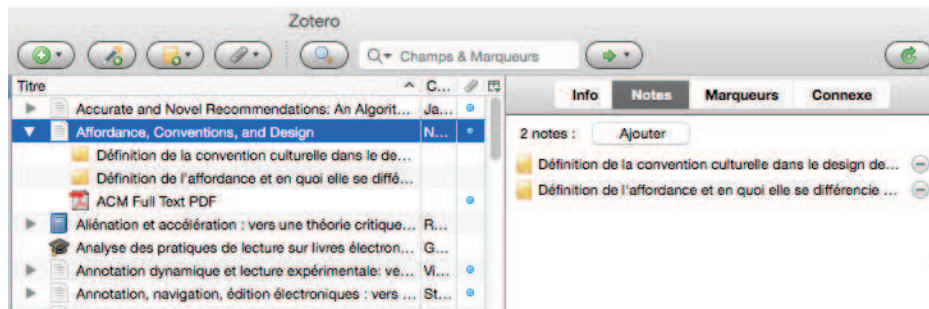 Zotero
Champs & Marqueurs
Titre C...
Accurate and Novel Recommendations: An Algorit... Ja...
Affordance, Conventions, and Design N...
Définition de la convention culturelle dans le de...
Définition de l'affordance et en quoi elle se diffé...
ACM Full Text PDF
Aliénation et accélération : vers une théorie critique... R...
Analyse des pratiques de lecture sur livres électron... G...
Annotation dynamique et lecture expérimentale: ve... Vi...
Annotation, navigation, édition électroniques : vers ... St...
Info Notes Marqueurs Connexe
2 notes : Ajouter
Définition de la convention culturelle dans le design de...
Définition de l'affordance et en quoi elle se différencie ...